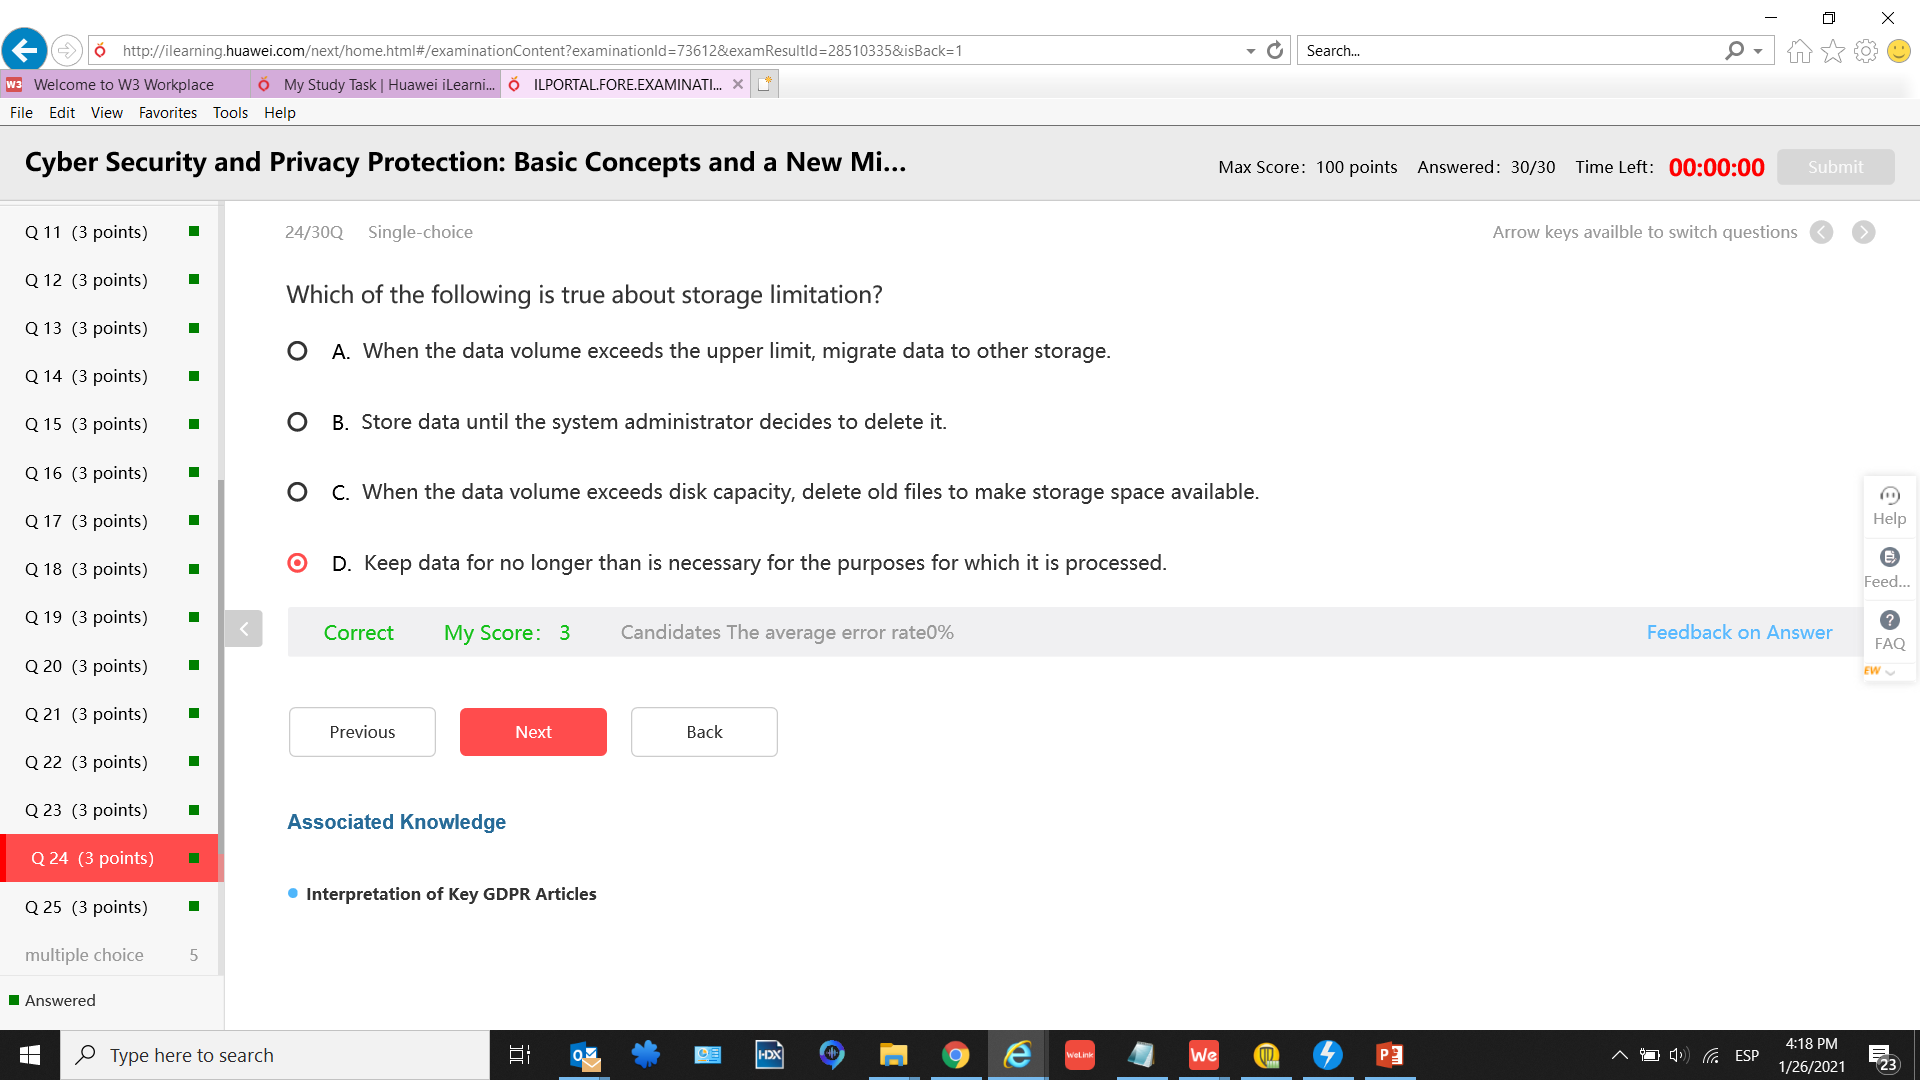 http://ilearning.huawei.com/next/home.html#/examinationContent?examinationId=73612&examResultId=28510335&isBack=1
Search...
W3 Welcome to W3 Workplace
My Study Task | Huawei iLearni...
ILPORTAL.FORE.EXAMINATI...
File Edit View Favorites Tools Help
Cyber Security and Privacy Protection: Basic Concepts and a New Mi...
Max Score: 100 points Answered: 30/30 Time Left: 00:00:00 Submit
Q 11 (3 points)
Q 12 (3 points)
Q 13 (3 points)
Q 14 (3 points)
Q 15 (3 points)
Q 16 (3 points)
Q 17 (3 points)
Q 18 (3 points)
Q 19 (3 points)
Q 20 (3 points)
Q 21 (3 points)
Q 22 (3 points)
Q 23 (3 points)
Q 24 (3 points)
Q 25 (3 points)
multiple choice 5
Answered
24/30Q Single-choice
Arrow keys availble to switch questions
Which of the following is true about storage limitation?
A. When the data volume exceeds the upper limit, migrate data to other storage.
B. Store data until the system administrator decides to delete it.
C. When the data volume exceeds disk capacity, delete old files to make storage space available.
D. Keep data for no longer than is necessary for the purposes for which it is processed.
Correct My Score: 3 Candidates The average error rate0% Feedback on Answer
Previous Next Back
Associated Knowledge
Interpretation of Key GDPR Articles
Help
Feed...
FAQ
EW
Type here to search
HDX
WeLink
We
ESP
4:18 PM
1/26/2021
23